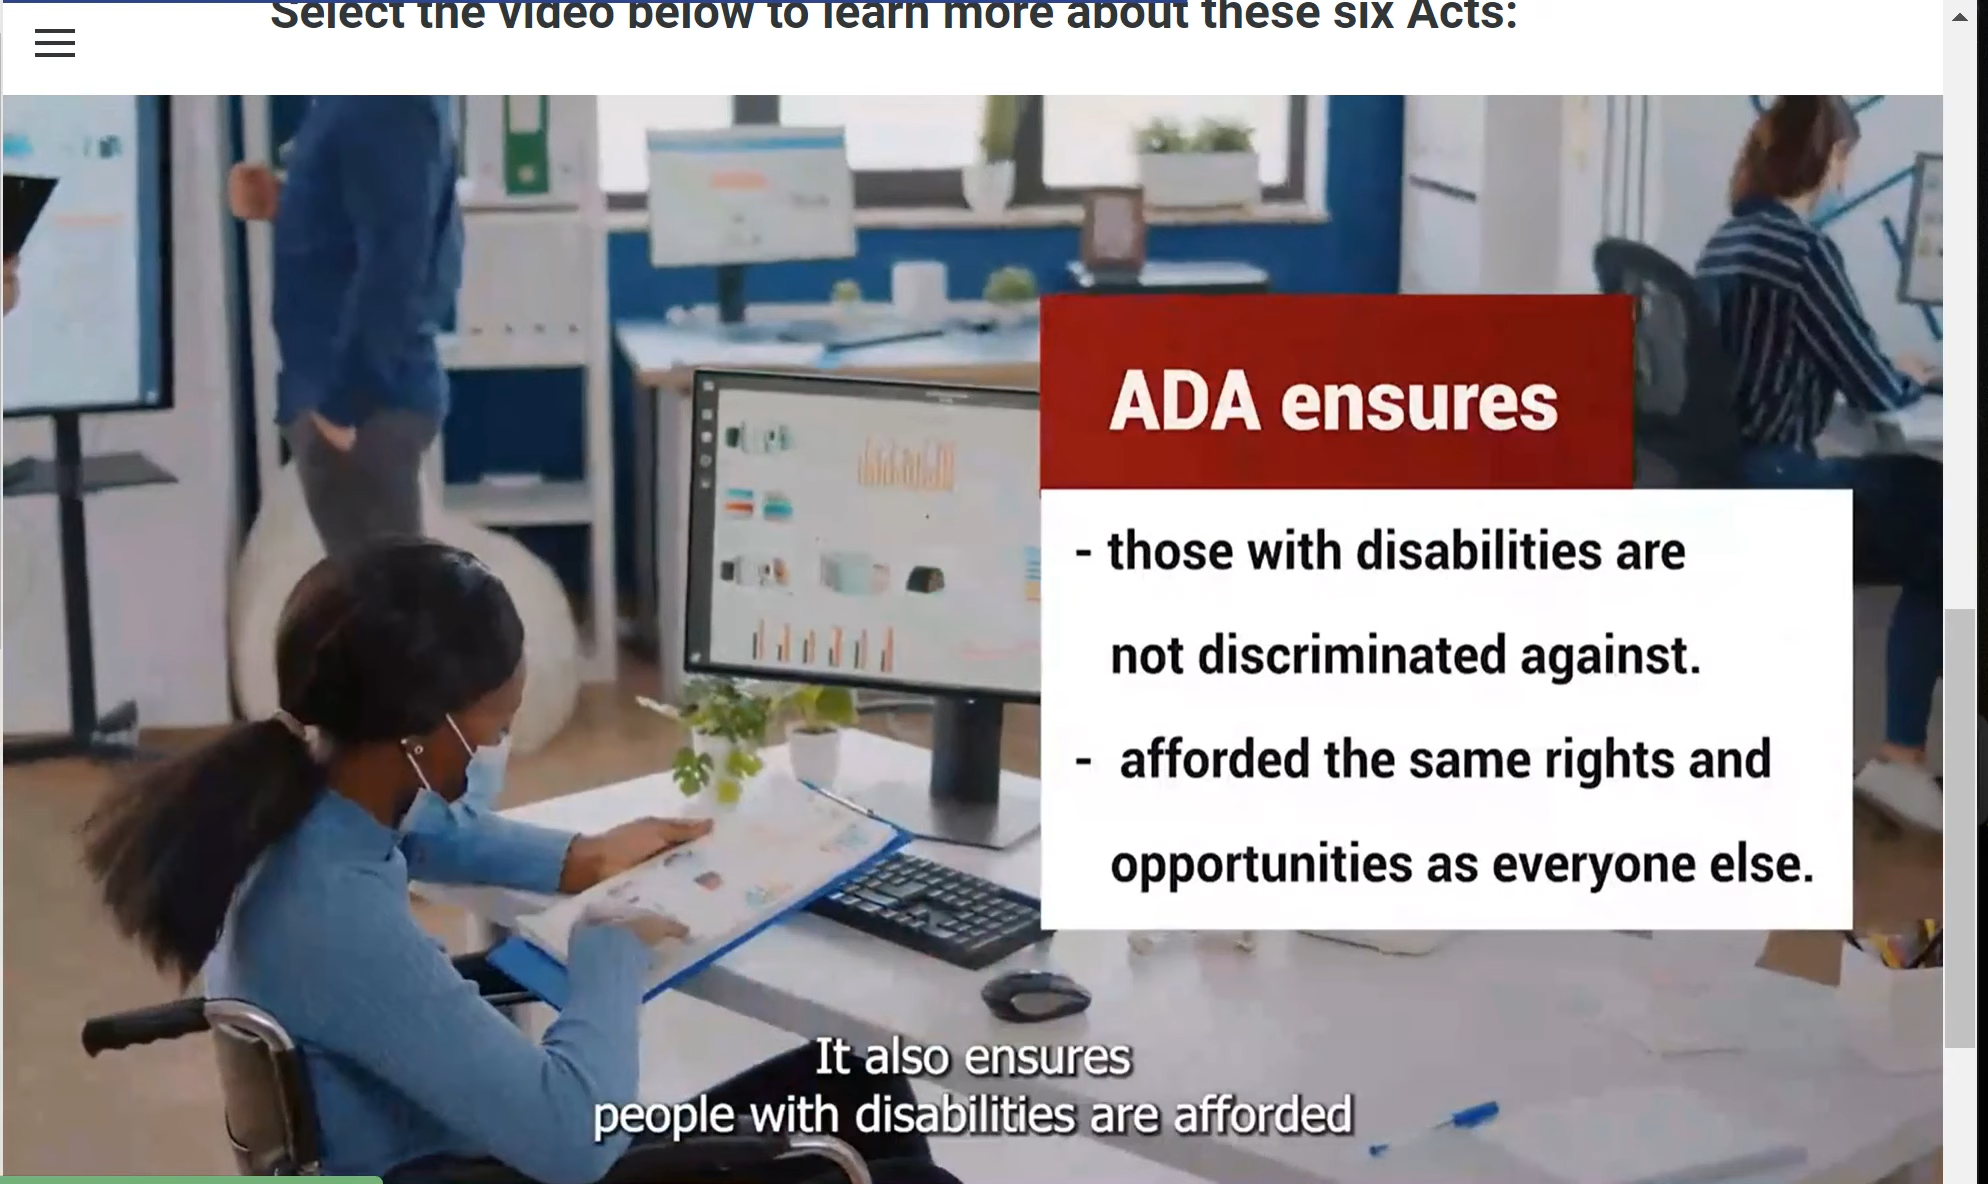 Select the video below to learn more about these six Acts:
ADA ensures
- those with disabilities are
not discriminated against.
- afforded the same rights and
opportunities as everyone else.
It also ensures
people with disabilities are afforded